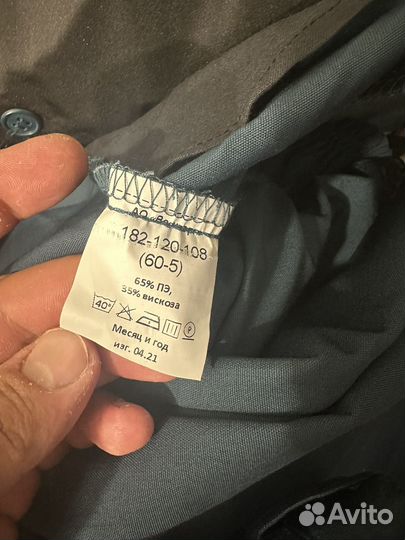 182-120-108
(60-5)
65% ПЭ,
35% вискоза
40°
P
Месяц и год
изг. 04.21
Avito